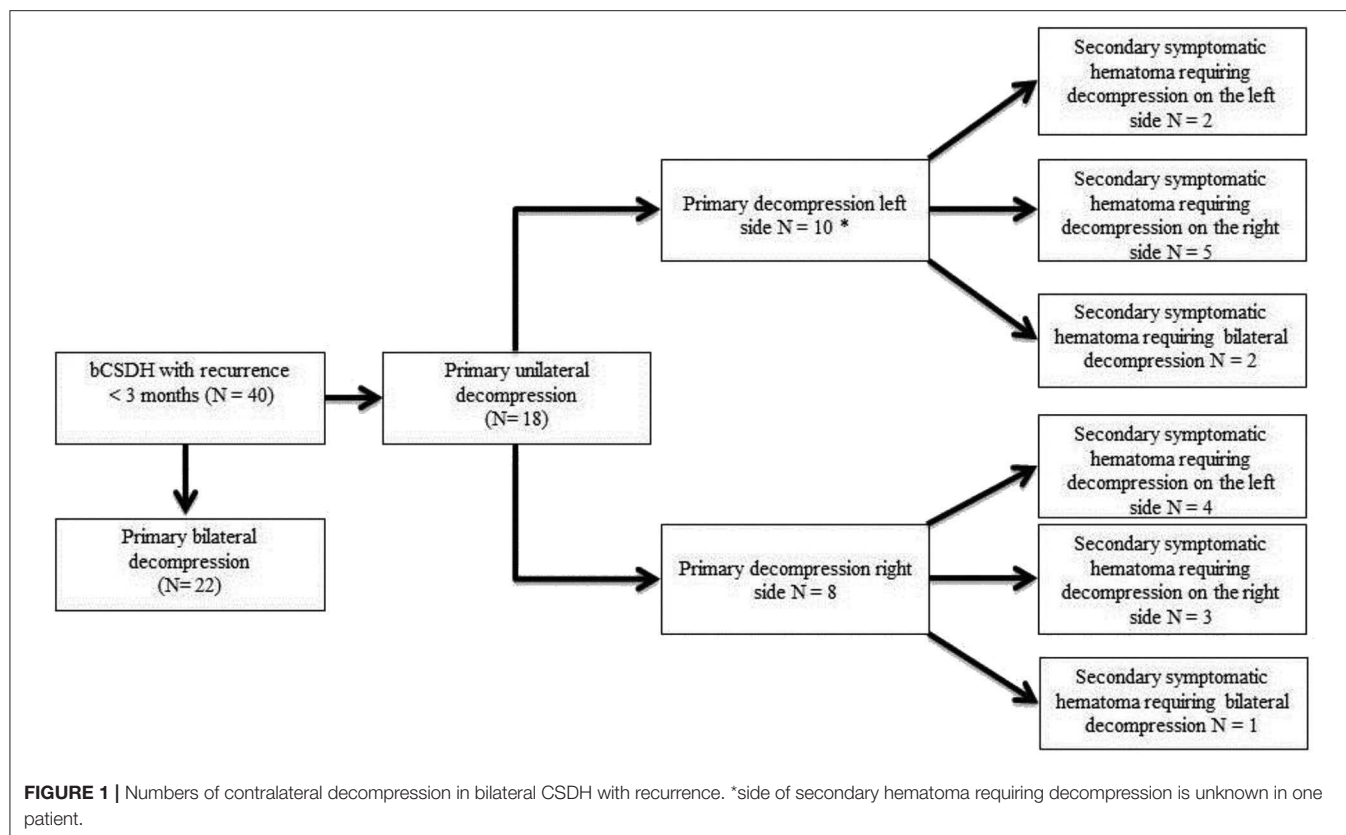 bCSDH with recurrence
< 3 months (N = 40)
Primary bilateral
decompression
(N= 22)
Primary unilateral
decompression
(N= 18)
Primary decompression left
side N = 10 *
Secondary symptomatic
hematoma requiring
decompression on the left
side N = 2
Secondary symptomatic
hematoma requiring
decompression on the right
side N = 5
Secondary symptomatic
hematoma requiring bilateral
decompression N = 2
Primary decompression right
side N = 8
Secondary symptomatic
hematoma requiring
decompression on the left
side N = 4
Secondary symptomatic
hematoma requiring
decompression on the right
side N = 3
Secondary symptomatic
hematoma requiring bilateral
decompression N = 1
FIGURE 1 | Numbers of contralateral decompression in bilateral CSDH with recurrence. *side of secondary hematoma requiring decompression is unknown in one
patient.